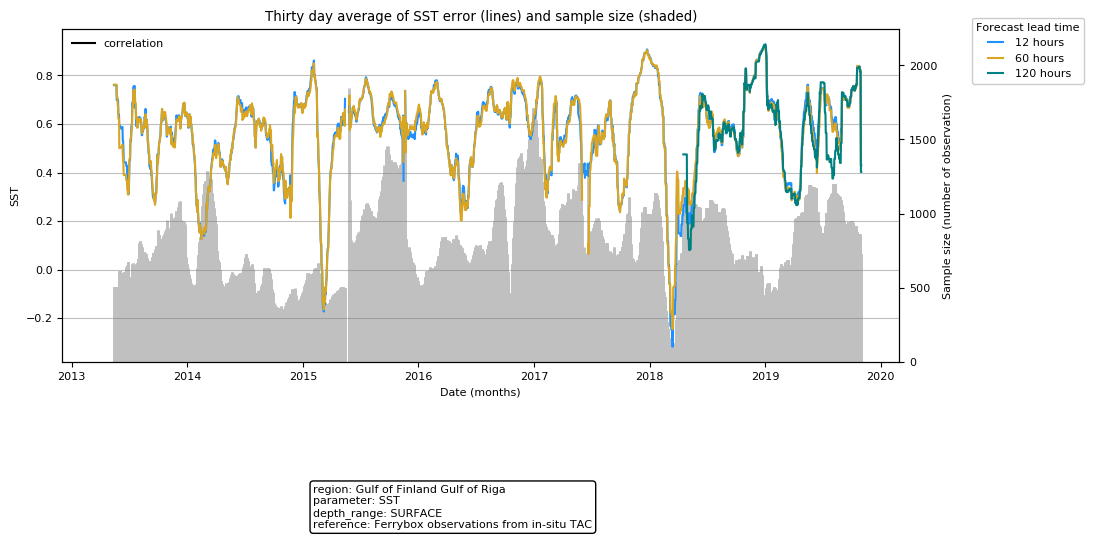 Thirty day average of SST error (lines) and sample size (shaded)
Forecast lead time
12 hours
60 hours
120 hours
correlation
SST
0.8
0.6
0.4
0.2
0.0
−0.2
2000
1500
1000
500
0
Sample size (number of observation)
2013 2014 2015 2016 2017 2018 2019 2020
Date (months)
region: Gulf of Finland Gulf of Riga
parameter: SST
depth_range: SURFACE
reference: Ferrybox observations from in-situ TAC